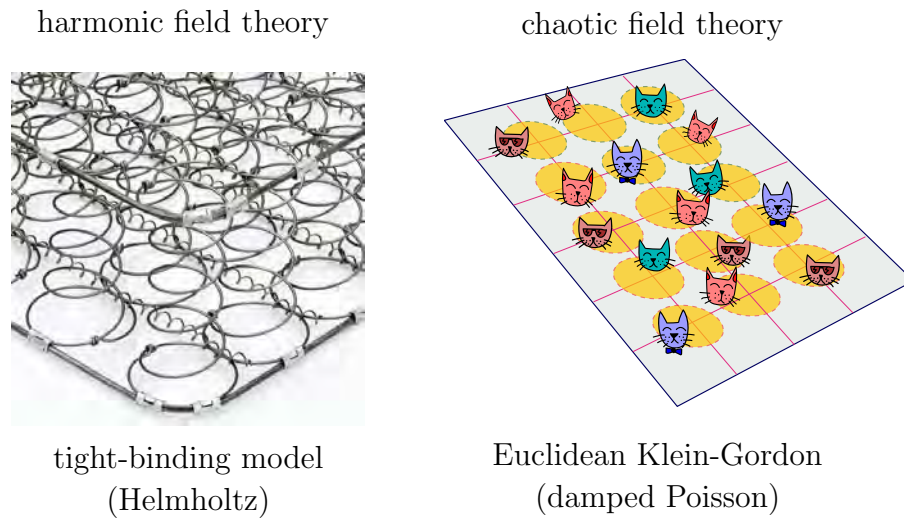 harmonic field theory
chaotic field theory
tight-binding model
(Helmholtz)
Euclidean Klein-Gordon
(damped Poisson)